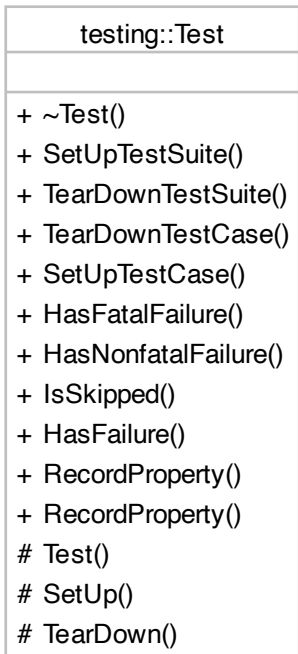 testing::Test
+ ~Test()
+ SetUpTestSuite()
+ TearDownTestSuite()
+ TearDownTestCase()
+ SetUpTestCase()
+ HasFatalFailure()
+ HasNonfatalFailure()
+ IsSkipped()
+ HasFailure()
+ RecordProperty()
+ RecordProperty()
# Test()
# SetUp()
# TearDown()